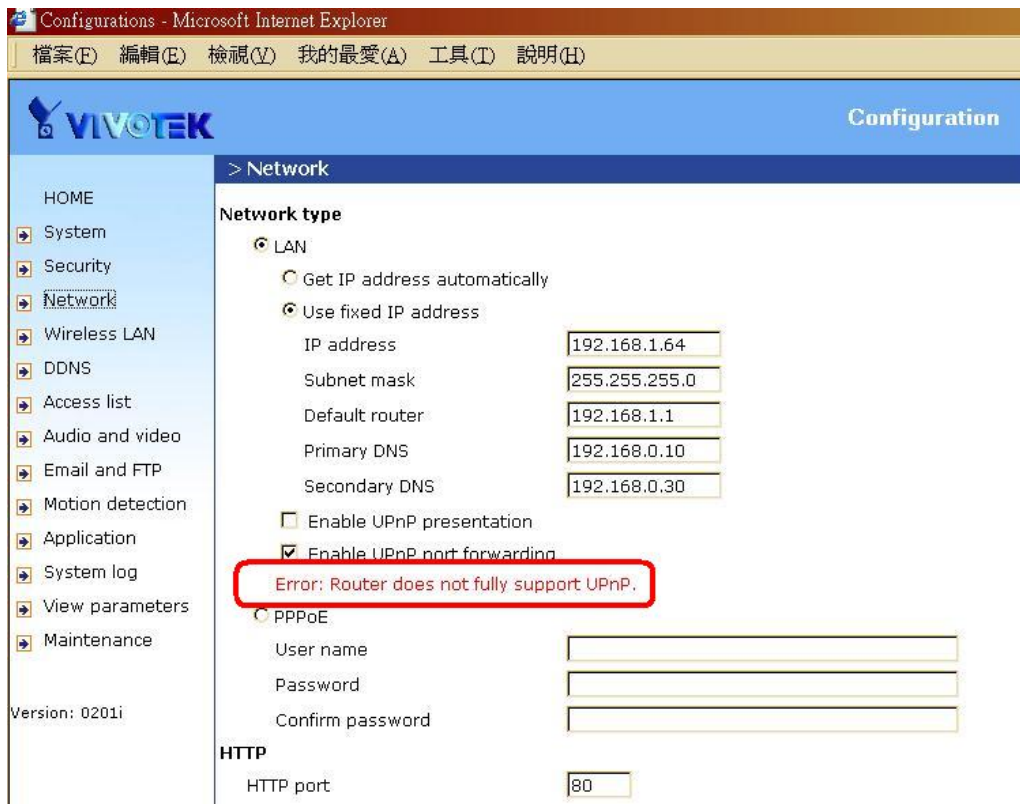 Configurations - Microsoft Internet Explorer
檔案(F) 編輯(E) 檢視(V) 我的最愛(A) 工具(T) 說明(H)
VIVOTEK
Configuration
> Network
HOME
System
Security
Network
Wireless LAN
DDNS
Access list
Audio and video
Email and FTP
Motion detection
Application
System log
View parameters
Maintenance
Version: 0201i
Network type
LAN
Get IP address automatically
Use fixed IP address
IP address 192.168.1.64
Subnet mask 255.255.255.0
Default router 192.168.1.1
Primary DNS 192.168.0.10
Secondary DNS 192.168.0.30
Enable UPnP presentation
Enable UPnP port forwarding
Error: Router does not fully support UPnP.
PPPoE
User name
Password
Confirm password
HTTP
HTTP port 80